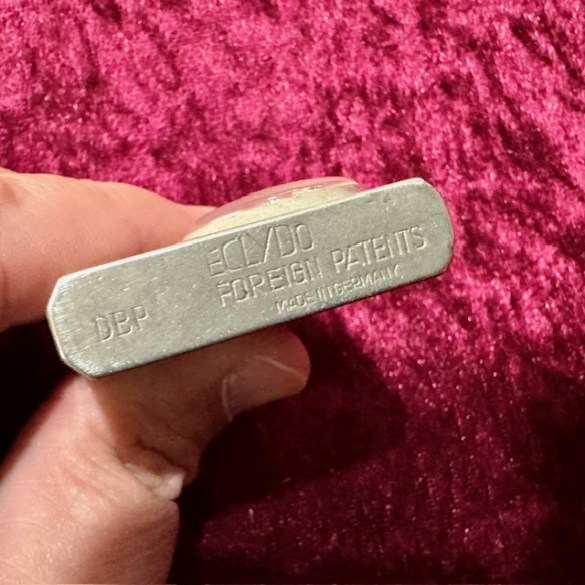 ECLYDO
FOREIGN PATENTS
MADE IN GERMANY
DBP